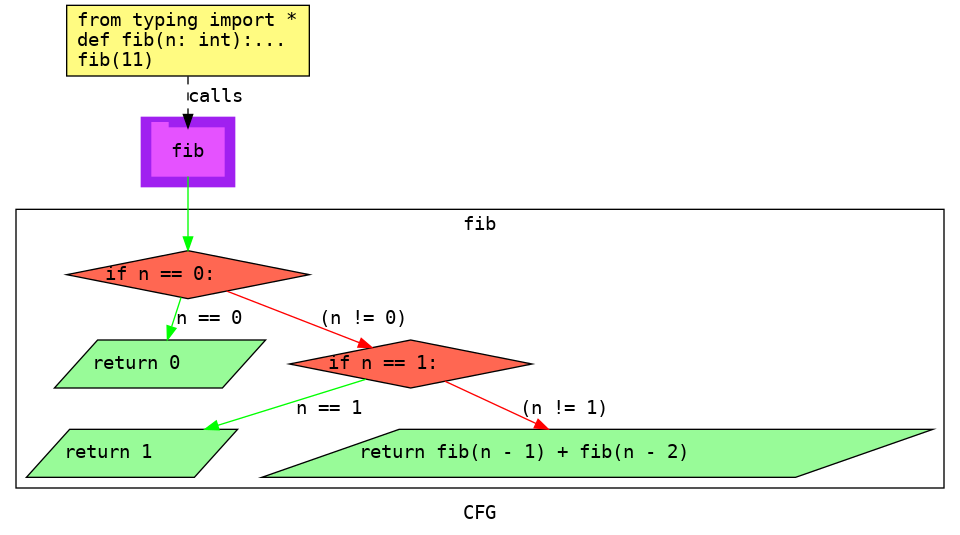 from typing import *
def fib(n: int):...
fib(11)
calls
fib
fib
if n == 0:
n == 0
(n != 0)
return 0
if n == 1:
n == 1
(n != 1)
return 1
return fib(n - 1) + fib(n - 2)
CFG